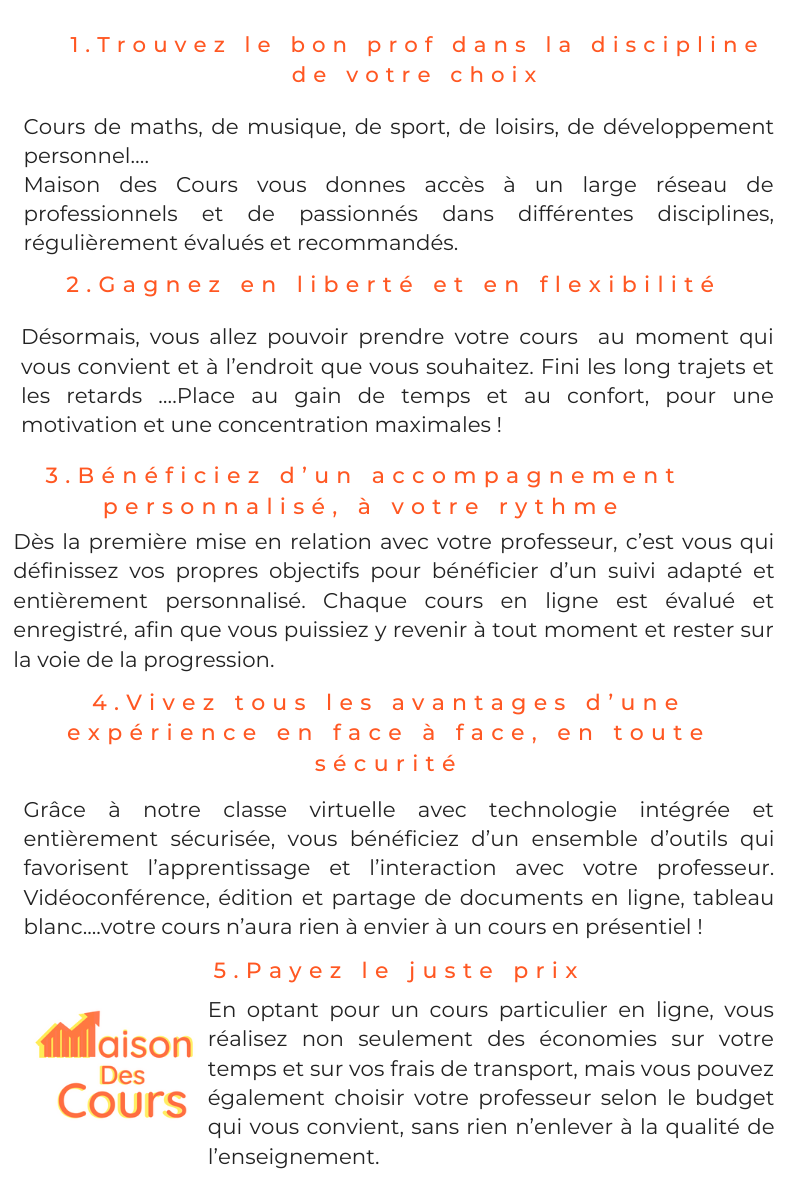 1.Trouvez le bon prof dans la discipline
de votre choix
Cours de maths, de musique, de sport, de loisirs, de développement
personnel....
Maison des Cours vous donnes accès à un large réseau de
professionnels et de passionnés dans différentes disciplines,
régulièrement évalués et recommandés.
2.Gagnez en liberté et en flexibilité
Désormais, vous allez pouvoir prendre votre cours  au moment qui
vous convient et à l’endroit que vous souhaitez. Fini les long trajets et
les retards ....Place au gain de temps et au confort, pour une
motivation et une concentration maximales !
3.Bénéficiez d’un accompagnement
personnalisé, à votre rythme
Dès la première mise en relation avec votre professeur, c’est vous qui
définissez vos propres objectifs pour bénéficier d’un suivi adapté et
entièrement personnalisé. Chaque cours en ligne est évalué et
enregistré, afin que vous puissiez y revenir à tout moment et rester sur
la voie de la progression.
4.Vivez tous les avantages d’une
expérience en face à face, en toute
sécurité
Grâce à notre classe virtuelle avec technologie intégrée et
entièrement sécurisée, vous bénéficiez d’un ensemble d’outils qui
favorisent l’apprentissage et l’interaction avec votre professeur.
Vidéoconférence, édition et partage de documents en ligne, tableau
blanc....votre cours n’aura rien à envier à un cours en présentiel !
5.Payez le juste prix
En optant pour un cours particulier en ligne, vous
réalisez non seulement des économies sur votre
temps et sur vos frais de transport, mais vous pouvez
également choisir votre professeur selon le budget
qui vous convient, sans rien n’enlever à la qualité de
l’enseignement.
Maison
Des
Cours